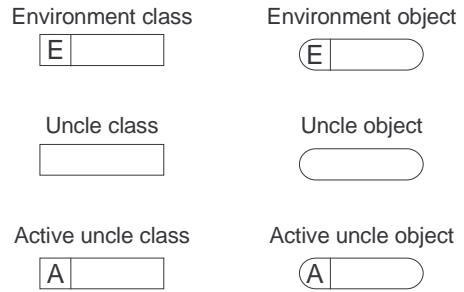 Environment class
Environment object
E
E
Uncle class
Uncle object
Active uncle class
Active uncle object
A
A